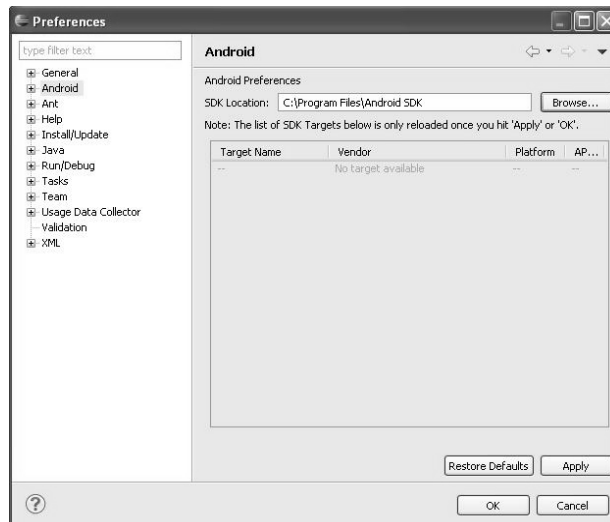 Preferences
type filter text
General
Android
Ant
Help
Install/Update
Java
Run/Debug
Tasks
Team
Usage Data Collector
Validation
XML
Android
Android Preferences
SDK Location: C:\Program Files\Android SDK Browse...
Note: The list of SDK Targets below is only reloaded once you hit 'Apply' or 'OK'.
Target Name Vendor Platform AP...
-- No target available -- --
Restore Defaults Apply
? OK Cancel